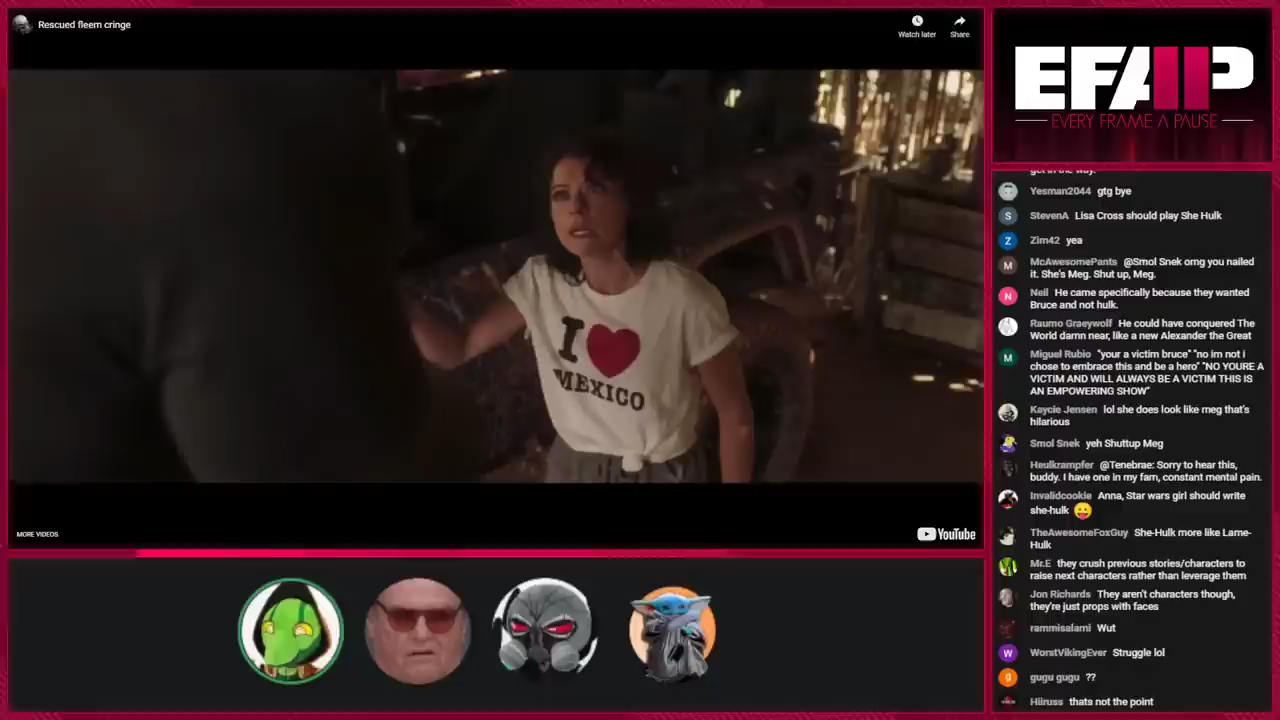 Rescued fleem cringe
Watch later
Share
I
MEXICO
MORE VIDEOS
YouTube
EFAP
EVERY FRAME A PAUSE
get in the way.
Yesman2044 gtg bye
StevenA Lisa Cross should play She Hulk
Zim42 yea
McAwesomePants @Smol Snek omg you nailed
it. She's Meg. Shut up, Meg.
Neil He came specifically because they wanted
Bruce and not hulk.
Raumo Graeywolf He could have conquered The
World damn near, like a new Alexander the Great
Miguel Rubio "your a victim bruce" "no im not i
chose to embrace this and be a hero" "NO YOURE A
VICTIM AND WILL ALWAYS BE A VICTIM THIS IS
AN EMPOWERING SHOW"
Kaycie Jensen lol she does look like meg that's
hilarious
Smol Snek yeh Shuttup Meg
Heulkrampfer @Tenebrae: Sorry to hear this,
buddy. I have one in my fam, constant mental pain.
Invalidcookie Anna, Star wars girl should write
she-hulk 😛
TheAwesomeFoxGuy She-Hulk more like Lame-
Hulk
Mr.E they crush previous stories/characters to
raise next characters rather than leverage them
Jon Richards They aren't characters though,
they're just props with faces
rammisalami Wut
WorstVikingEver Struggle lol
gugu gugu ??
Hiiruss thats not the point